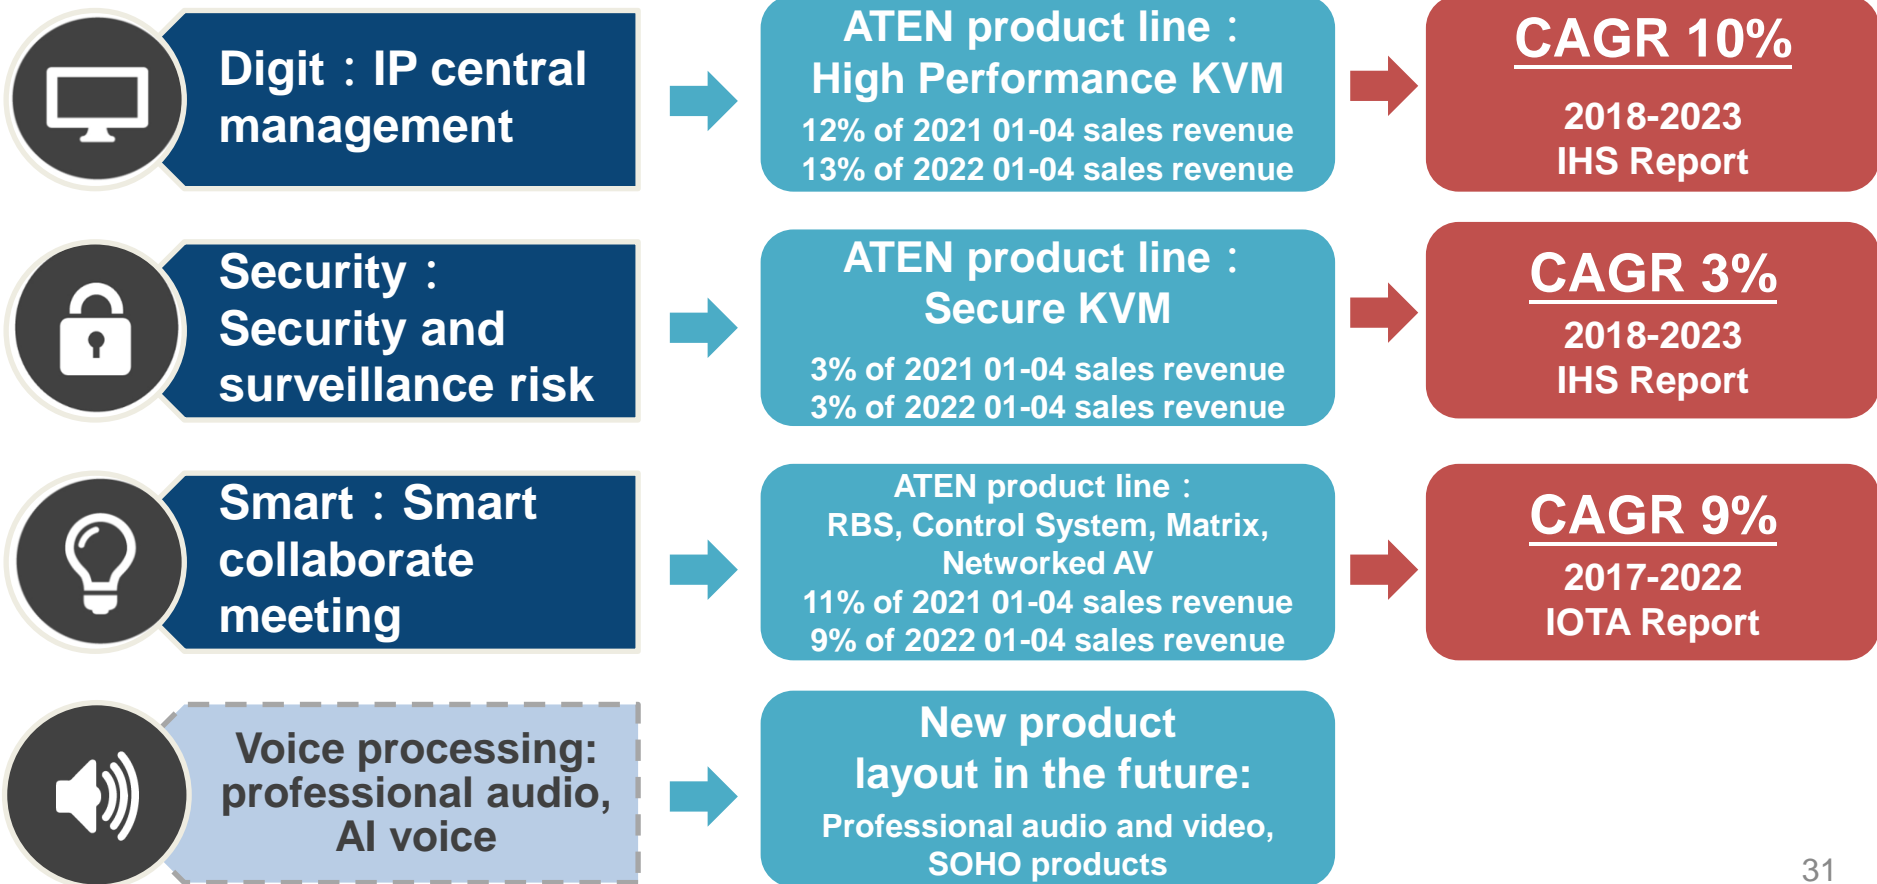 Digit：IP central
management
ATEN product line：
High Performance KVM
12% of 2021 01-04 sales revenue
13% of 2022 01-04 sales revenue
CAGR 10%
2018-2023
IHS Report
Security：
Security and
surveillance risk
ATEN product line：
Secure KVM
3% of 2021 01-04 sales revenue
3% of 2022 01-04 sales revenue
CAGR 3%
2018-2023
IHS Report
Smart：Smart
collaborate
meeting
ATEN product line：
RBS, Control System, Matrix,
Networked AV
11% of 2021 01-04 sales revenue
9% of 2022 01-04 sales revenue
CAGR 9%
2017-2022
IOTA Report
Voice processing:
professional audio,
AI voice
New product
layout in the future:
Professional audio and video,
SOHO products
31